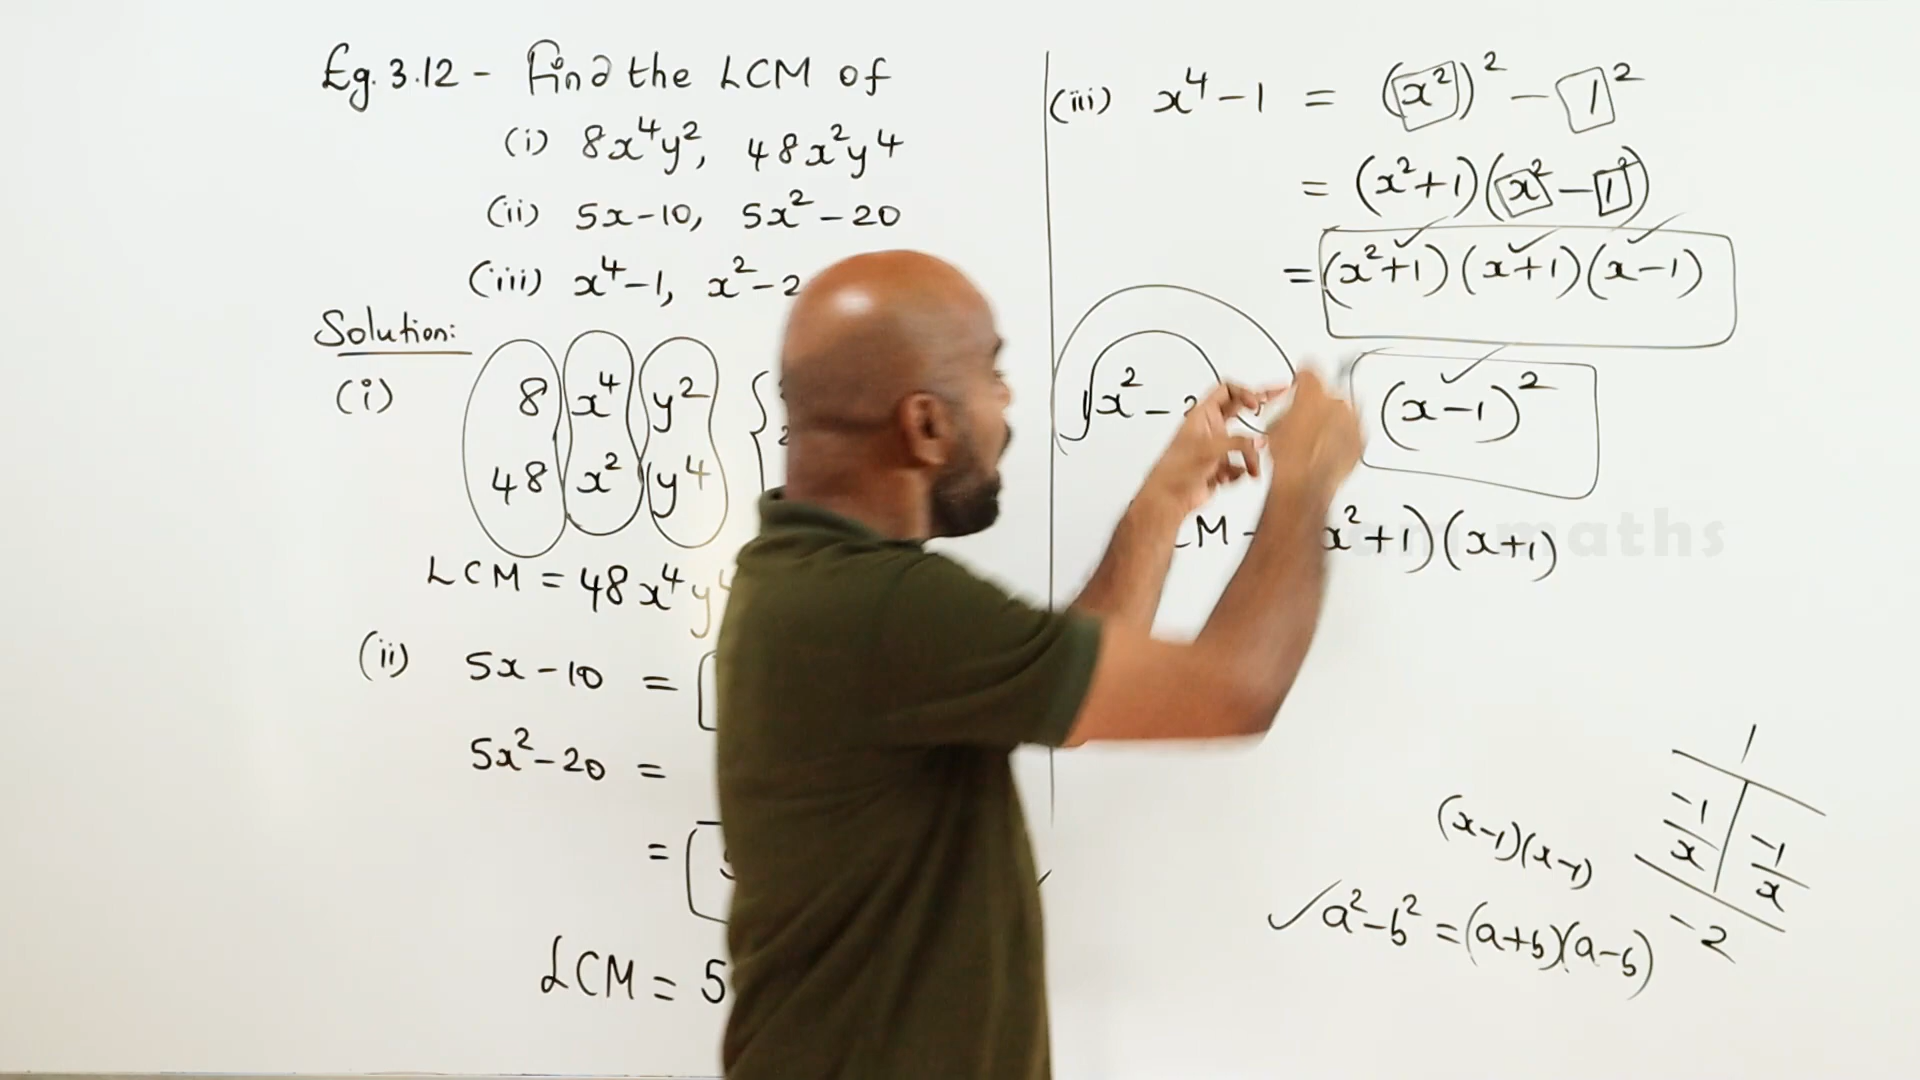 Eg. 3.12 - Find the LCM of
(i) 8x⁴y², 48x²y⁴
(ii) 5x-10, 5x²-20
(iii) x⁴-1, x²-2
Solution:
(i) 8 x⁴ y²
48 x² y⁴
LCM = 48x⁴y⁴
(ii) 5x-10 =
5x²-20 =
=
LCM = 5
(iii) x⁴-1 = (x²)² - 1²
= (x²+1)(x²-1²)
= (x²+1)(x+1)(x-1)
x² - (x-1)²
M - x²+1)(x+1)
maths
1
-1/x -1/x
-2
(x-1)(x-1)
✓a²-b² = (a+b)(a-b)